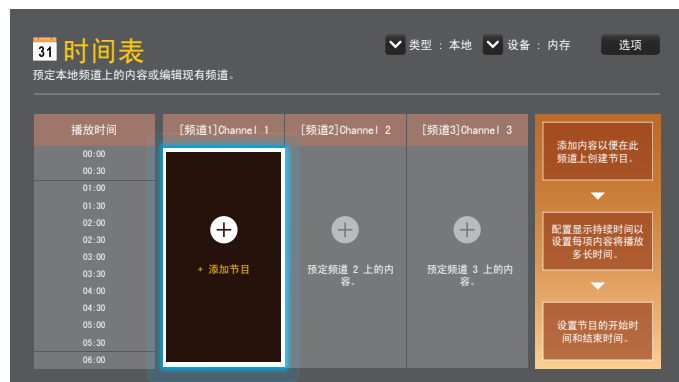 31 时间表
类型 : 本地 设备 : 内存 选项
预定本地频道上的内容或编辑现有频道。
播放时间 [频道1]Channel 1 [频道2]Channel 2 [频道3]Channel 3
00:00
00:30
01:00
01:30
02:00
02:30
03:00
03:30
04:00
04:30
05:00
05:30
06:00
+ 添加节目
预定频道 2 上的内
容。
预定频道 3 上的内
容。
添加内容以便在此
频道上创建节目。
配置显示持续时间以
设置每项内容将播放
多长时间。
设置节目的开始时
间和结束时间。